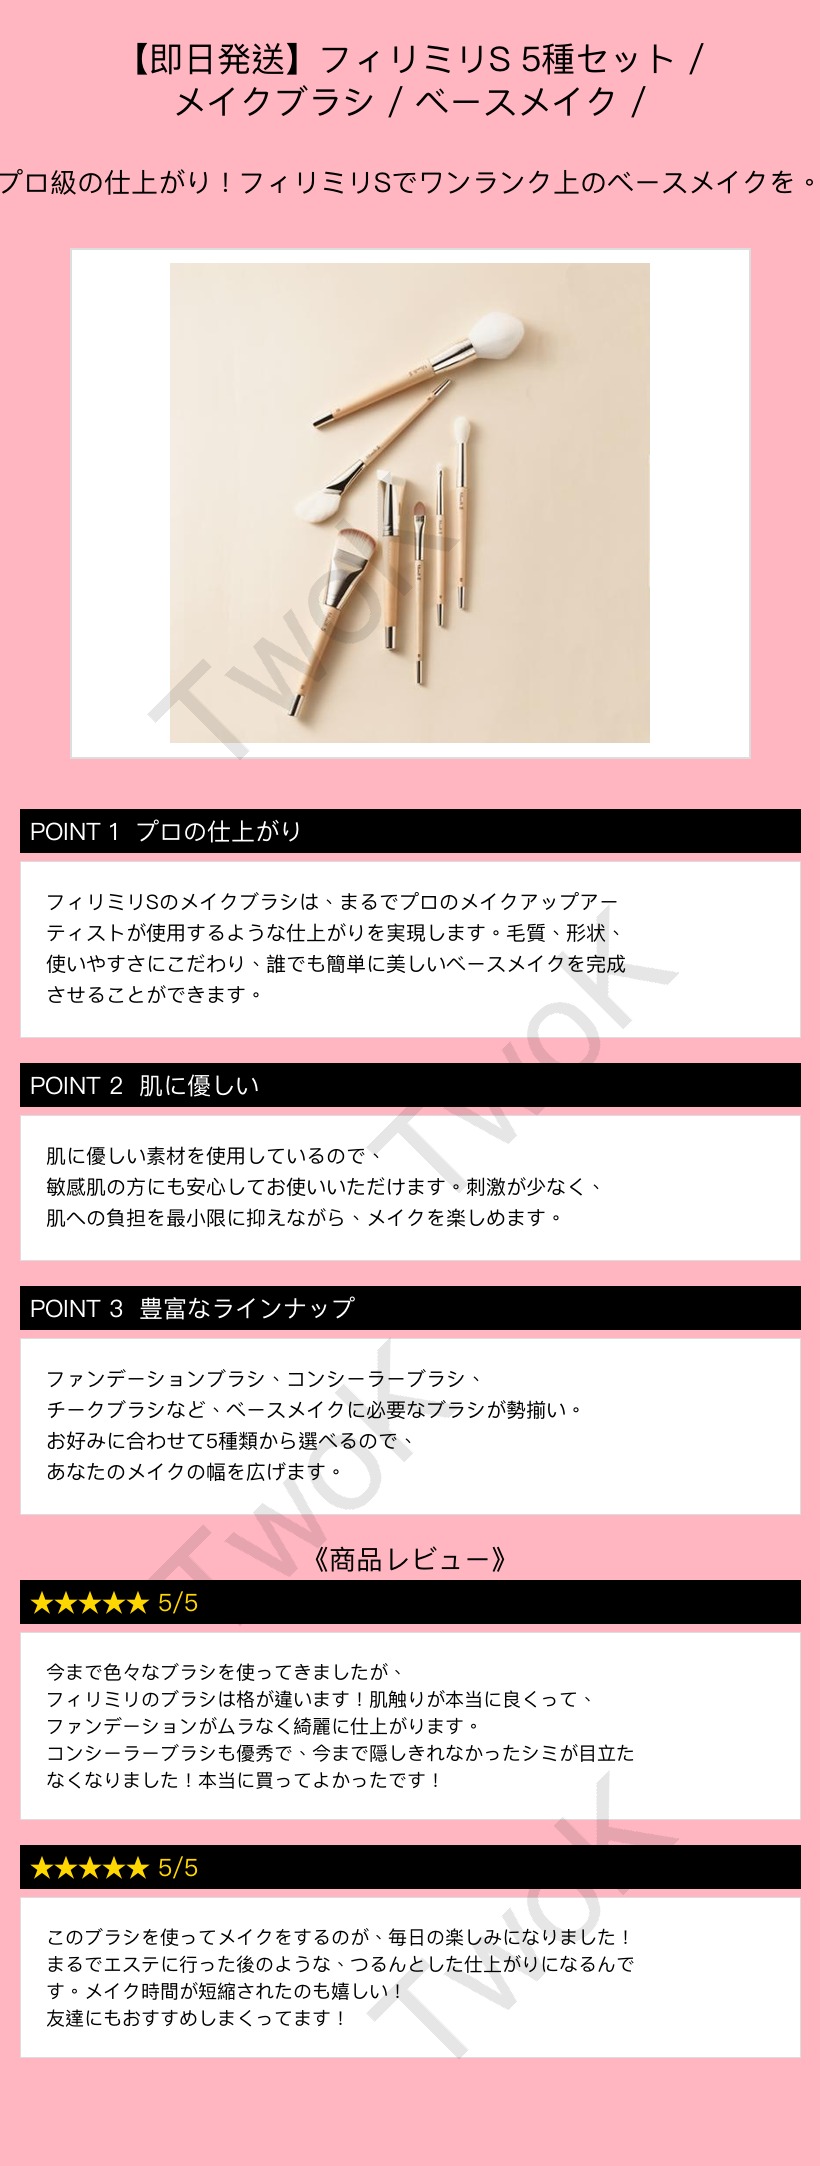 【即日発送】フィリミリS 5種セット /
メイクブラシ / ベースメイク /
プロ級の仕上がり！フィリミリSでワンランク上のベースメイクを。
TwoK
POINT 1 プロの仕上がり
フィリミリSのメイクブラシは、まるでプロのメイクアップアー
ティストが使用するような仕上がりを実現します。毛質、形状、
使いやすさにこだわり、誰でも簡単に美しいベースメイクを完成
させることができます。
TwoK
POINT 2 肌に優しい
肌に優しい素材を使用しているので、
敏感肌の方にも安心してお使いいただけます。刺激が少なく、
肌への負担を最小限に抑えながら、メイクを楽しめます。
POINT 3 豊富なラインナップ
ファンデーションブラシ、コンシーラーブラシ、
チークブラシなど、ベースメイクに必要なブラシが勢揃い。
お好みに合わせて5種類から選べるので、
あなたのメイクの幅を広げます。
TwoK
《商品レビュー》
★★★★★ 5/5
今まで色々なブラシを使ってきましたが、
フィリミリのブラシは格が違います！肌触りが本当に良くって、
ファンデーションがムラなく綺麗に仕上がります。
コンシーラーブラシも優秀で、今まで隠しきれなかったシミが目立た
なくなりました！本当に買ってよかったです！
★★★★★ 5/5
このブラシを使ってメイクをするのが、毎日の楽しみになりました！
まるでエステに行った後のような、つるんとした仕上がりになるんで
す。メイク時間が短縮されたのも嬉しい！
友達にもおすすめしまくってます！
TwoK